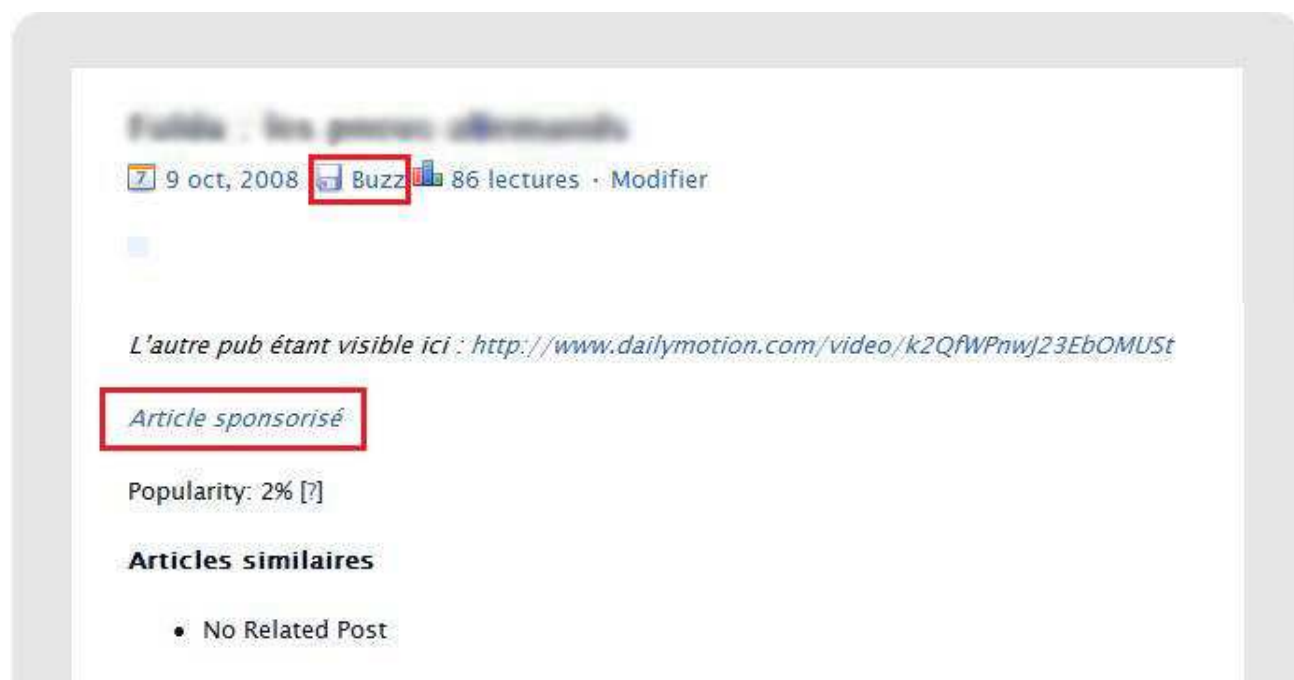 7 9 oct, 2008 Buzz 86 lectures · Modifier
L'autre pub étant visible ici : http://www.dailymotion.com/video/k2QfWPnwJ23EbOMUSt
Article sponsorisé
Popularity: 2% [?]
Articles similaires
• No Related Post